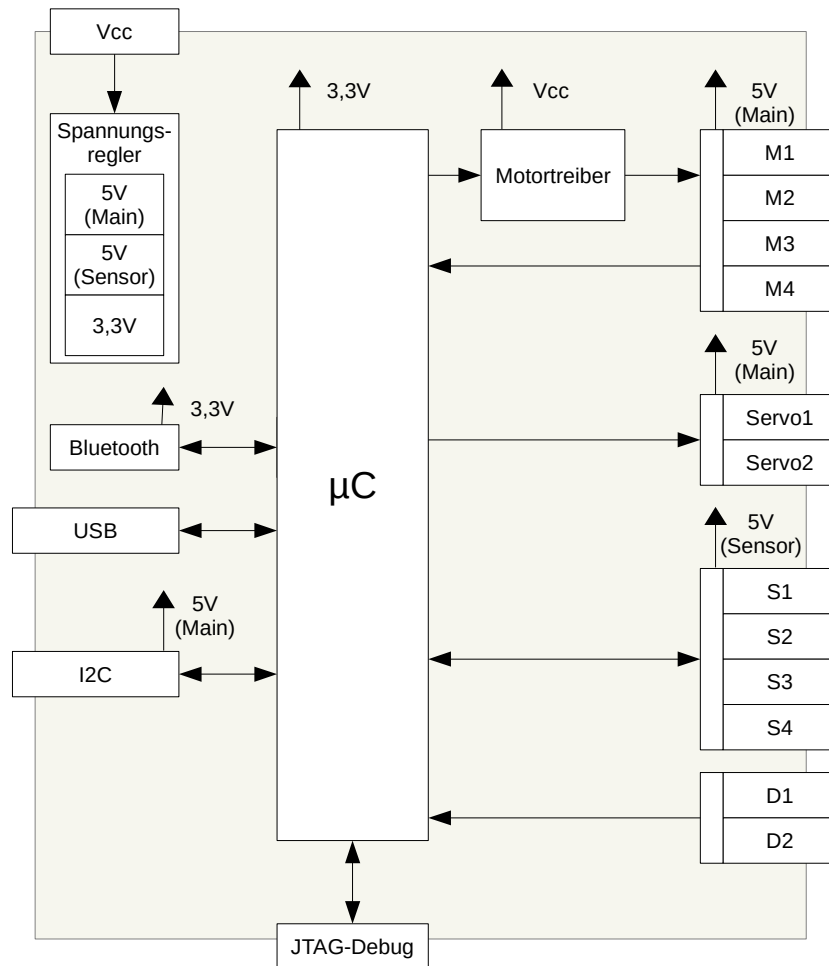 Vcc
Spannungs-
regler
5V
(Main)
5V
(Sensor)
3,3V
3,3V
Bluetooth
USB
5V
(Main)
I2C
3,3V
µC
JTAG-Debug
Vcc
Motortreiber
5V
(Main)
M1
M2
M3
M4
5V
(Main)
Servo1
Servo2
5V
(Sensor)
S1
S2
S3
S4
D1
D2